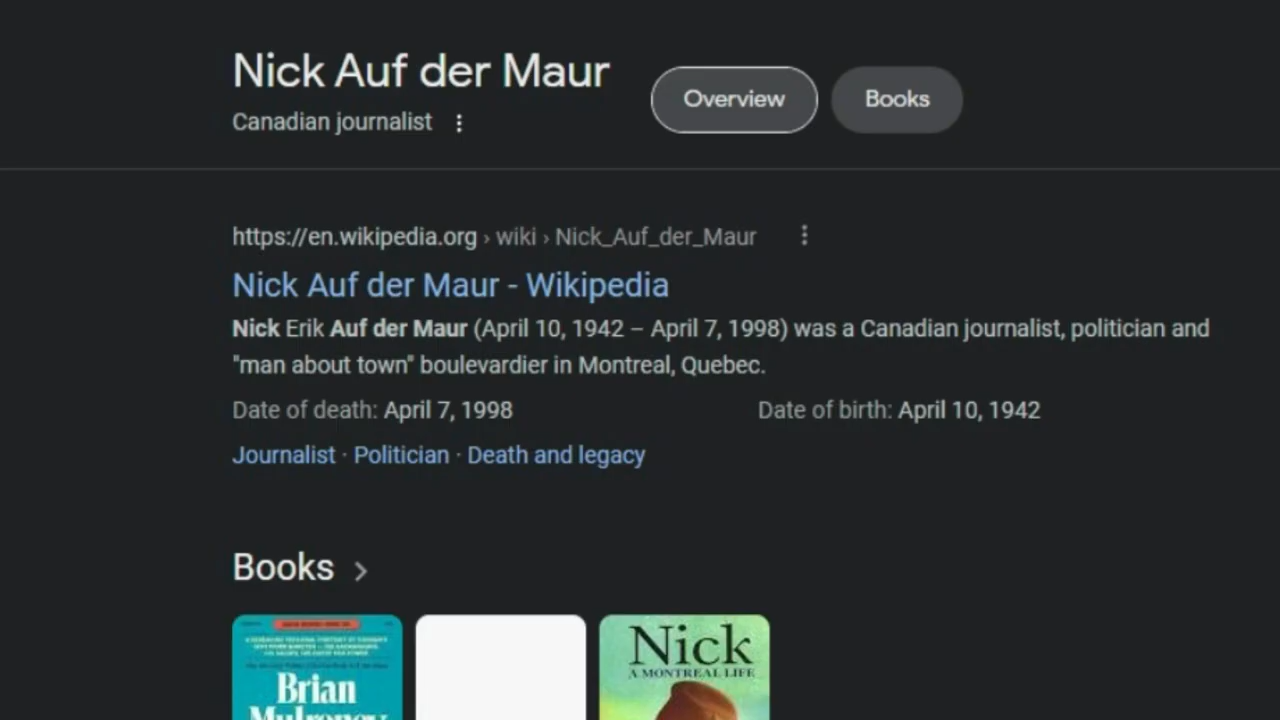 Nick Auf der Maur
Canadian journalist
Overview
Books
https://en.wikipedia.org › wiki › Nick_Auf_der_Maur
Nick Auf der Maur - Wikipedia
Nick Erik Auf der Maur (April 10, 1942 – April 7, 1998) was a Canadian journalist, politician and
"man about town" boulevardier in Montreal, Quebec.
Date of death: April 7, 1998
Date of birth: April 10, 1942
Journalist · Politician · Death and legacy
Books
Brian
Mulroney
Nick
A MONTREAL LIFE